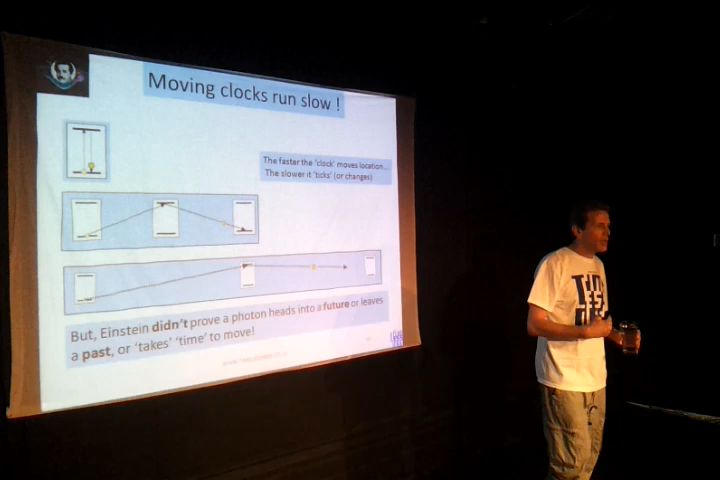 Moving clocks run slow !
The faster the 'clock' moves location...
The slower it 'ticks' (or changes)
But, Einstein didn't prove a photon heads into a future or leaves
a past, or 'takes' 'time' to move!